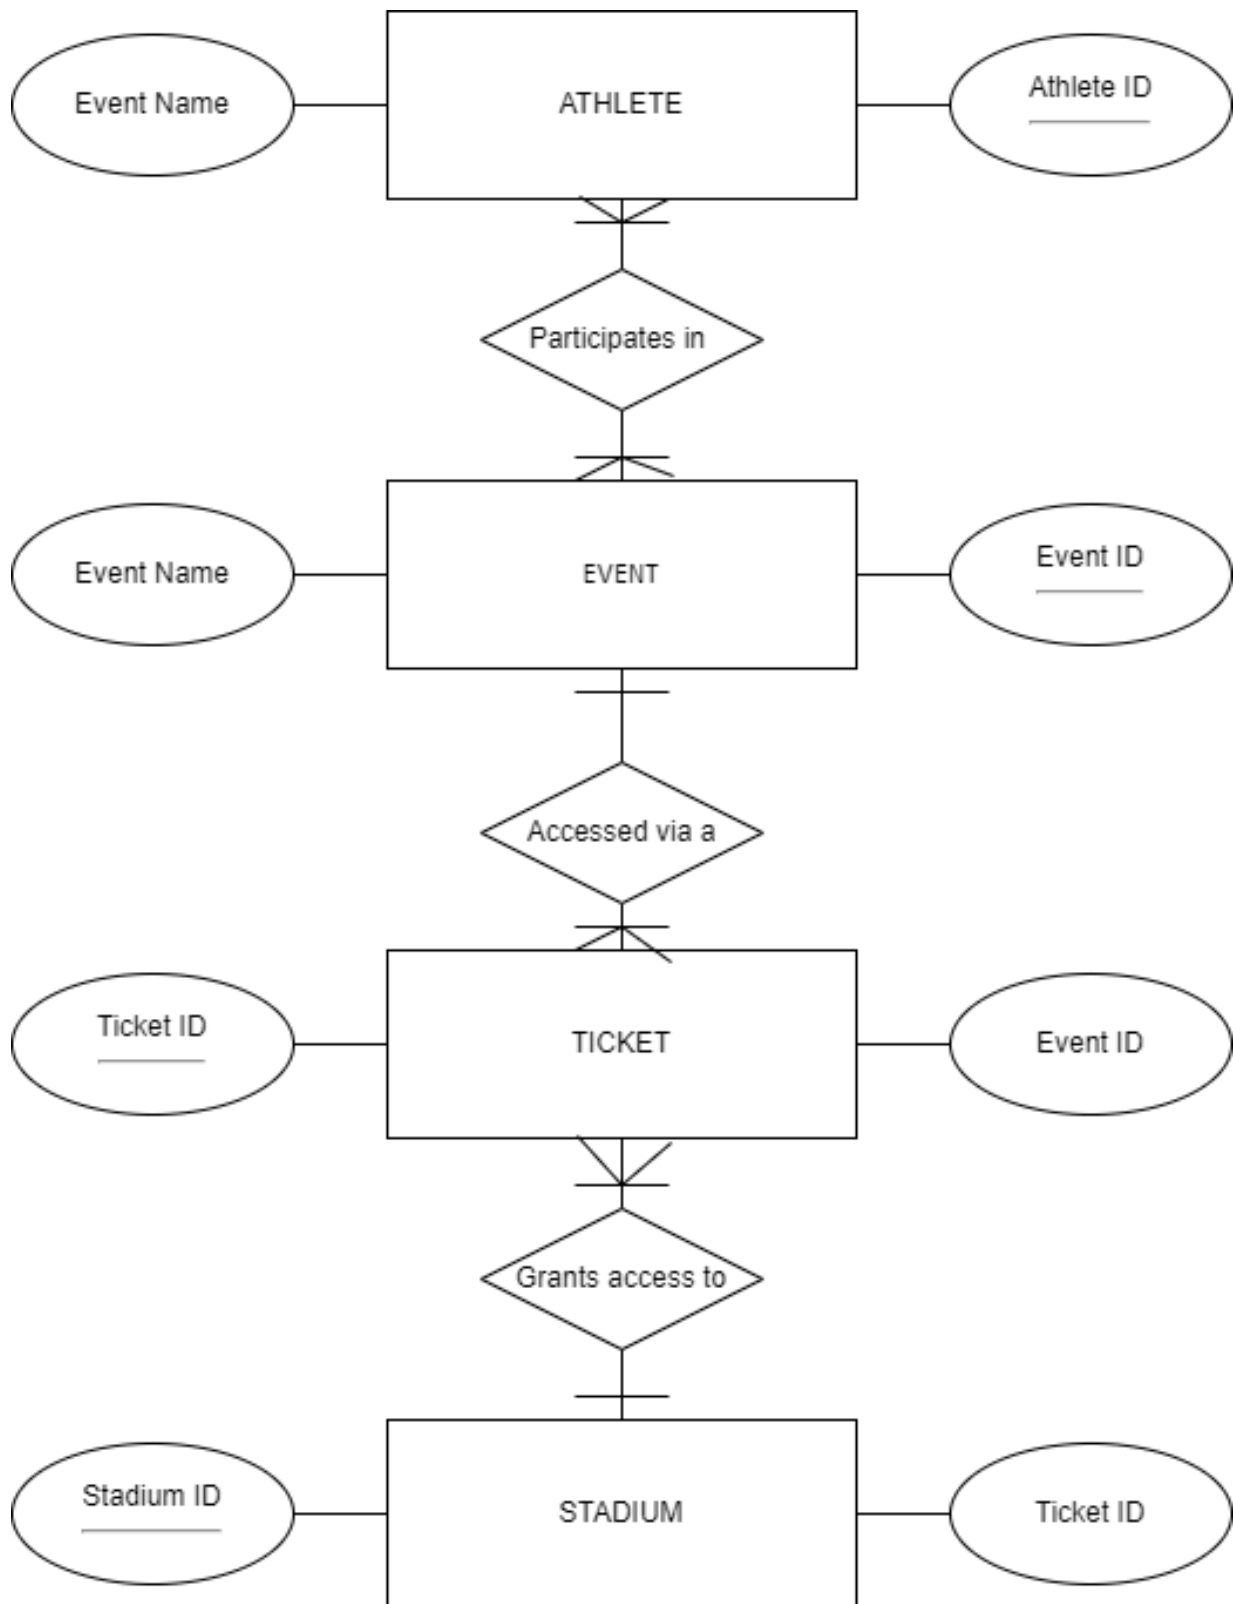 Event Name
ATHLETE
Athlete ID
Participates in
Event Name
EVENT
Event ID
Accessed via a
Ticket ID
TICKET
Event ID
Grants access to
Stadium ID
STADIUM
Ticket ID